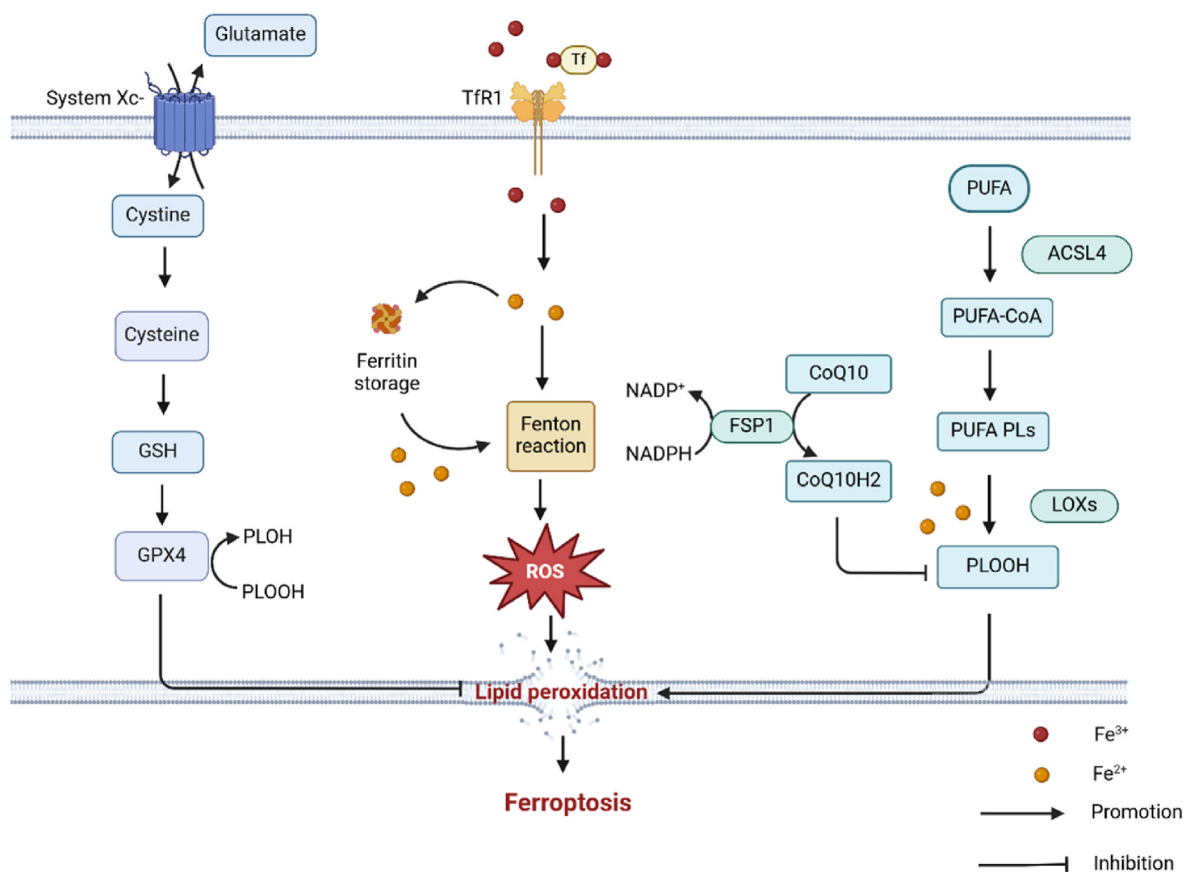 Glutamate
System Xc-
Cystine
Cysteine
GSH
GPX4
PLOH
PLOOH
Tf
TfR1
Ferritin
storage
Fenton
reaction
ROS
NADP⁺
NADPH
FSP1
CoQ10
CoQ10H2
PUFA
ACSL4
PUFA-CoA
PUFA PLs
LOXs
PLOOH
Lipid peroxidation
Ferroptosis
Fe³⁺
Fe²⁺
Promotion
Inhibition